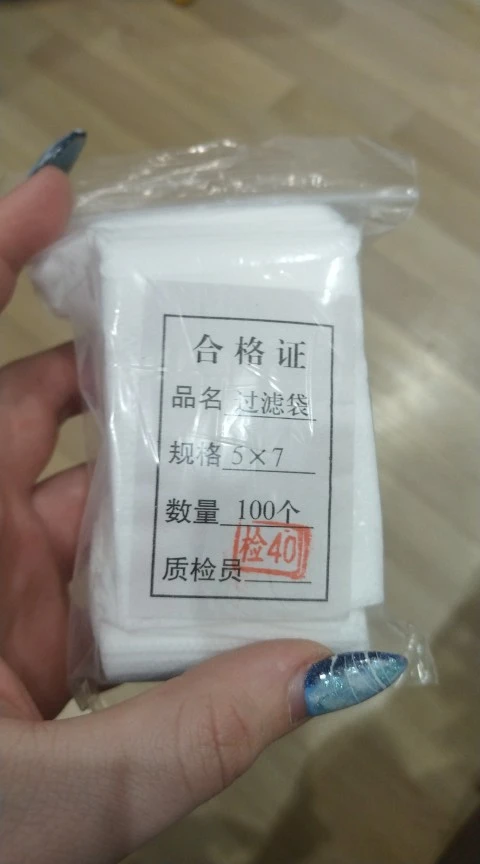 合格证
品名 过滤袋
规格 5×7
数量 100个
检40
质检员